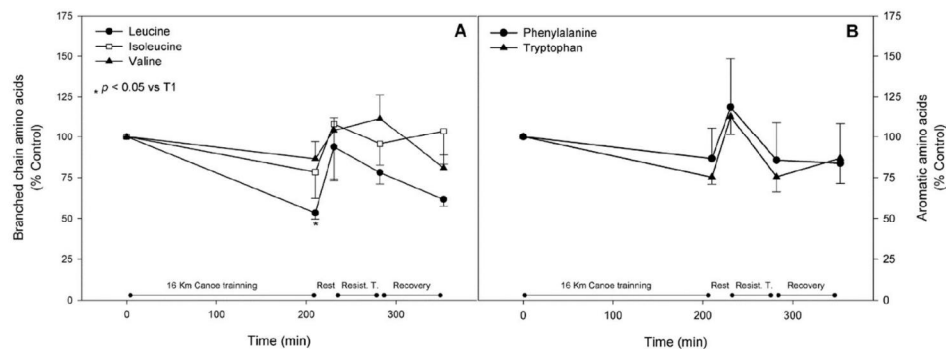 A
Leucine
Isoleucine
Valine
* p < 0.05 vs T1
Branched chain amino acids
(% Control)
175
150
125
100
75
50
25
0
16 Km Canoe trainning
Rest
Resist. T.
Recovery
0
200
300
Time (min)
B
Phenylalanine
Tryptophan
*
16 Km Canoe trainning
Rest
Resist. T.
Recovery
0
200
300
Time (min)
175
150
125
100
75
50
25
0
Aromatic amino acids
(% Control)